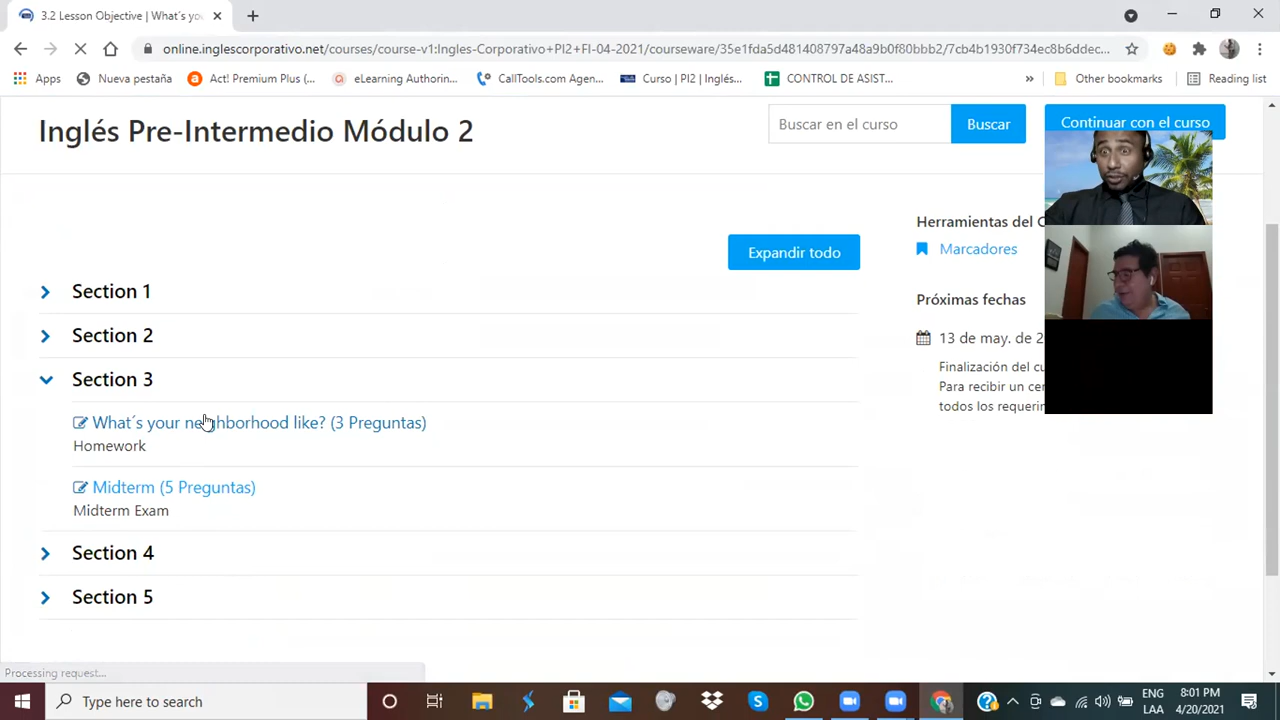 3.2 Lesson Objective | What's yo
online.inglescorporativo.net/courses/course-v1:Ingles-Corporativo+PI2+FI-04-2021/courseware/35e1fda5d481408797a48a9b0f80bbb2/7cb4b1930f734ec8b6ddec...
Apps
Nueva pestaña
Act! Premium Plus (...
eLearning Authorin...
CallTools.com Agen...
Curso | PI2 | Inglés...
CONTROL DE ASIST...
»
Other bookmarks
Reading list
Inglés Pre-Intermedio Módulo 2
Buscar en el curso
Buscar
Continuar con el curso
Herramientas del C
Marcadores
Expandir todo
Section 1
Section 2
Section 3
What´s your neighborhood like? (3 Preguntas)
Homework
Midterm (5 Preguntas)
Midterm Exam
Section 4
Section 5
Próximas fechas
13 de may. de 2
Finalización del cu
Para recibir un cer
todos los requerin
Processing request...
Type here to search
ENG
LAA
8:01 PM
4/20/2021